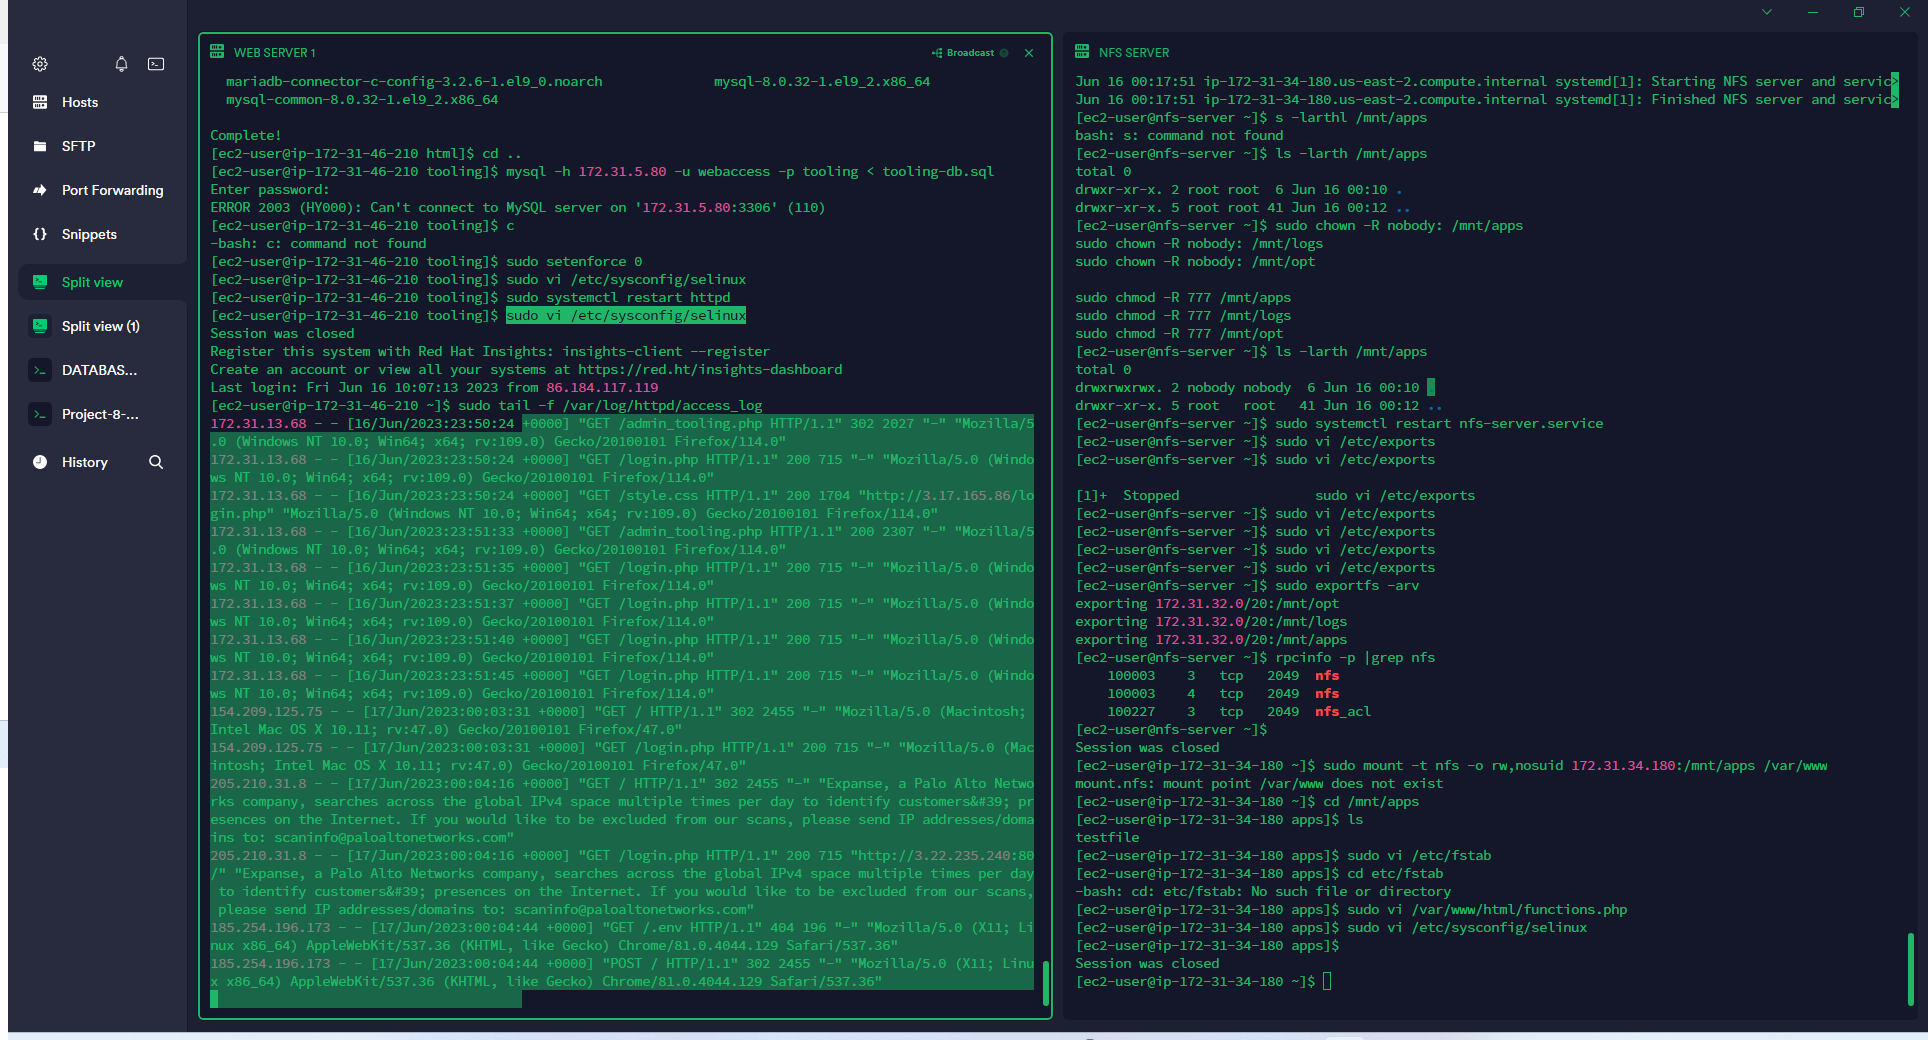 Hosts
SFTP
Port Forwarding
Snippets
Split view
Split view (1)
DATABAS...
Project-8-...
History
WEB SERVER 1
Broadcast
mariadb-connector-c-config-3.2.6-1.el9_0.noarch              mysql-8.0.32-1.el9_2.x86_64
mysql-common-8.0.32-1.el9_2.x86_64
Complete!
[ec2-user@ip-172-31-46-210 html]$ cd ..
[ec2-user@ip-172-31-46-210 tooling]$ mysql -h 172.31.5.80 -u webaccess -p tooling < tooling-db.sql
Enter password:
ERROR 2003 (HY000): Can't connect to MySQL server on '172.31.5.80:3306' (110)
[ec2-user@ip-172-31-46-210 tooling]$ c
-bash: c: command not found
[ec2-user@ip-172-31-46-210 tooling]$ sudo setenforce 0
[ec2-user@ip-172-31-46-210 tooling]$ sudo vi /etc/sysconfig/selinux
[ec2-user@ip-172-31-46-210 tooling]$ sudo systemctl restart httpd
[ec2-user@ip-172-31-46-210 tooling]$ sudo vi /etc/sysconfig/selinux
Session was closed
Register this system with Red Hat Insights: insights-client --register
Create an account or view all your systems at https://red.ht/insights-dashboard
Last login: Fri Jun 16 10:07:13 2023 from 86.184.117.119
[ec2-user@ip-172-31-46-210 ~]$ sudo tail -f /var/log/httpd/access_log
172.31.13.68 - - [16/Jun/2023:23:50:24 +0000] "GET /admin_tooling.php HTTP/1.1" 302 2027 "-" "Mozilla/5
.0 (Windows NT 10.0; Win64; x64; rv:109.0) Gecko/20100101 Firefox/114.0"
172.31.13.68 - - [16/Jun/2023:23:50:24 +0000] "GET /login.php HTTP/1.1" 200 715 "-" "Mozilla/5.0 (Windo
ws NT 10.0; Win64; x64; rv:109.0) Gecko/20100101 Firefox/114.0"
172.31.13.68 - - [16/Jun/2023:23:50:24 +0000] "GET /style.css HTTP/1.1" 200 1704 "http://3.17.165.86/lo
gin.php" "Mozilla/5.0 (Windows NT 10.0; Win64; x64; rv:109.0) Gecko/20100101 Firefox/114.0"
172.31.13.68 - - [16/Jun/2023:23:51:33 +0000] "GET /admin_tooling.php HTTP/1.1" 200 2307 "-" "Mozilla/5
.0 (Windows NT 10.0; Win64; x64; rv:109.0) Gecko/20100101 Firefox/114.0"
172.31.13.68 - - [16/Jun/2023:23:51:35 +0000] "GET /login.php HTTP/1.1" 200 715 "-" "Mozilla/5.0 (Windo
ws NT 10.0; Win64; x64; rv:109.0) Gecko/20100101 Firefox/114.0"
172.31.13.68 - - [16/Jun/2023:23:51:37 +0000] "GET /login.php HTTP/1.1" 200 715 "-" "Mozilla/5.0 (Windo
ws NT 10.0; Win64; x64; rv:109.0) Gecko/20100101 Firefox/114.0"
172.31.13.68 - - [16/Jun/2023:23:51:40 +0000] "GET /login.php HTTP/1.1" 200 715 "-" "Mozilla/5.0 (Windo
ws NT 10.0; Win64; x64; rv:109.0) Gecko/20100101 Firefox/114.0"
172.31.13.68 - - [16/Jun/2023:23:51:45 +0000] "GET /login.php HTTP/1.1" 200 715 "-" "Mozilla/5.0 (Windo
ws NT 10.0; Win64; x64; rv:109.0) Gecko/20100101 Firefox/114.0"
154.209.125.75 - - [17/Jun/2023:00:03:31 +0000] "GET / HTTP/1.1" 302 2455 "-" "Mozilla/5.0 (Macintosh;
Intel Mac OS X 10.11; rv:47.0) Gecko/20100101 Firefox/47.0"
154.209.125.75 - - [17/Jun/2023:00:03:31 +0000] "GET /login.php HTTP/1.1" 200 715 "-" "Mozilla/5.0 (Mac
intosh; Intel Mac OS X 10.11; rv:47.0) Gecko/20100101 Firefox/47.0"
205.210.31.8 - - [17/Jun/2023:00:04:16 +0000] "GET / HTTP/1.1" 302 2455 "-" "Expanse, a Palo Alto Netwo
rks company, searches across the global IPv4 space multiple times per day to identify customers&#39; pr
esences on the Internet. If you would like to be excluded from our scans, please send IP addresses/doma
ins to: scaninfo@paloaltonetworks.com"
205.210.31.8 - - [17/Jun/2023:00:04:16 +0000] "GET /login.php HTTP/1.1" 200 715 "http://3.22.235.240:80
/" "Expanse, a Palo Alto Networks company, searches across the global IPv4 space multiple times per day
to identify customers&#39; presences on the Internet. If you would like to be excluded from our scans,
please send IP addresses/domains to: scaninfo@paloaltonetworks.com"
185.254.196.173 - - [17/Jun/2023:00:04:44 +0000] "GET /.env HTTP/1.1" 404 196 "-" "Mozilla/5.0 (X11; Li
nux x86_64) AppleWebKit/537.36 (KHTML, like Gecko) Chrome/81.0.4044.129 Safari/537.36"
185.254.196.173 - - [17/Jun/2023:00:04:44 +0000] "POST / HTTP/1.1" 302 2455 "-" "Mozilla/5.0 (X11; Linu
x x86_64) AppleWebKit/537.36 (KHTML, like Gecko) Chrome/81.0.4044.129 Safari/537.36"
NFS SERVER
Jun 16 00:17:51 ip-172-31-34-180.us-east-2.compute.internal systemd[1]: Starting NFS server and servic>
Jun 16 00:17:51 ip-172-31-34-180.us-east-2.compute.internal systemd[1]: Finished NFS server and servic>
[ec2-user@nfs-server ~]$ s -larthl /mnt/apps
bash: s: command not found
[ec2-user@nfs-server ~]$ ls -larth /mnt/apps
total 0
drwxr-xr-x. 2 root root  6 Jun 16 00:10 .
drwxr-xr-x. 5 root root 41 Jun 16 00:12 ..
[ec2-user@nfs-server ~]$ sudo chown -R nobody: /mnt/apps
sudo chown -R nobody: /mnt/logs
sudo chown -R nobody: /mnt/opt
sudo chmod -R 777 /mnt/apps
sudo chmod -R 777 /mnt/logs
sudo chmod -R 777 /mnt/opt
[ec2-user@nfs-server ~]$ ls -larth /mnt/apps
total 0
drwxrwxrwx. 2 nobody nobody  6 Jun 16 00:10 .
drwxr-xr-x. 5 root   root   41 Jun 16 00:12 ..
[ec2-user@nfs-server ~]$ sudo systemctl restart nfs-server.service
[ec2-user@nfs-server ~]$ sudo vi /etc/exports
[ec2-user@nfs-server ~]$ sudo vi /etc/exports
[1]+  Stopped                 sudo vi /etc/exports
[ec2-user@nfs-server ~]$ sudo vi /etc/exports
[ec2-user@nfs-server ~]$ sudo vi /etc/exports
[ec2-user@nfs-server ~]$ sudo vi /etc/exports
[ec2-user@nfs-server ~]$ sudo vi /etc/exports
[ec2-user@nfs-server ~]$ sudo exportfs -arv
exporting 172.31.32.0/20:/mnt/opt
exporting 172.31.32.0/20:/mnt/logs
exporting 172.31.32.0/20:/mnt/apps
[ec2-user@nfs-server ~]$ rpcinfo -p |grep nfs
100003    3   tcp   2049  nfs
100003    4   tcp   2049  nfs
100227    3   tcp   2049  nfs_acl
[ec2-user@nfs-server ~]$
Session was closed
[ec2-user@ip-172-31-34-180 ~]$ sudo mount -t nfs -o rw,nosuid 172.31.34.180:/mnt/apps /var/www
mount.nfs: mount point /var/www does not exist
[ec2-user@ip-172-31-34-180 ~]$ cd /mnt/apps
[ec2-user@ip-172-31-34-180 apps]$ ls
testfile
[ec2-user@ip-172-31-34-180 apps]$ sudo vi /etc/fstab
[ec2-user@ip-172-31-34-180 apps]$ cd etc/fstab
-bash: cd: etc/fstab: No such file or directory
[ec2-user@ip-172-31-34-180 apps]$ sudo vi /var/www/html/functions.php
[ec2-user@ip-172-31-34-180 apps]$ sudo vi /etc/sysconfig/selinux
[ec2-user@ip-172-31-34-180 apps]$
Session was closed
[ec2-user@ip-172-31-34-180 ~]$